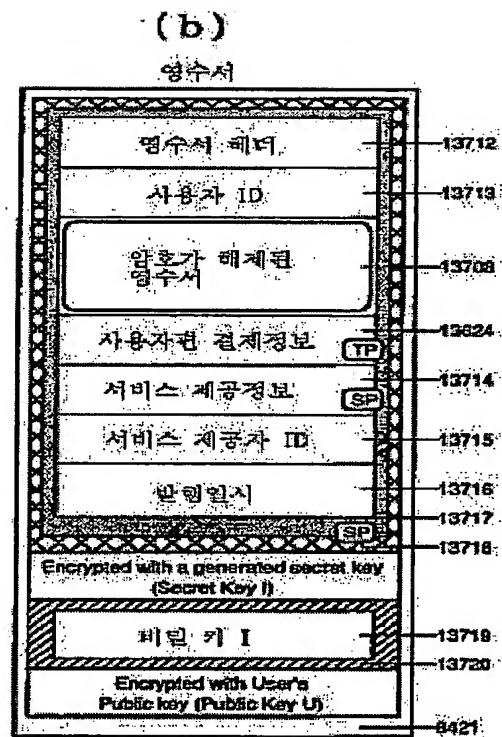 (b)
영수서
영수서 헤더
13712
사용자 ID
13713
암호가 해제된
영수서
13708
13624
사용자편 결제정보
TP
13714
서비스 제공정보
SP
서비스 제공자 ID
13715
발행일시
13716
13717
SP
13718
Encrypted with a generated secret key
(Secret Key I)
비밀 키 I
13719
13720
Encrypted with User's
Public key (Public Key U)
8421